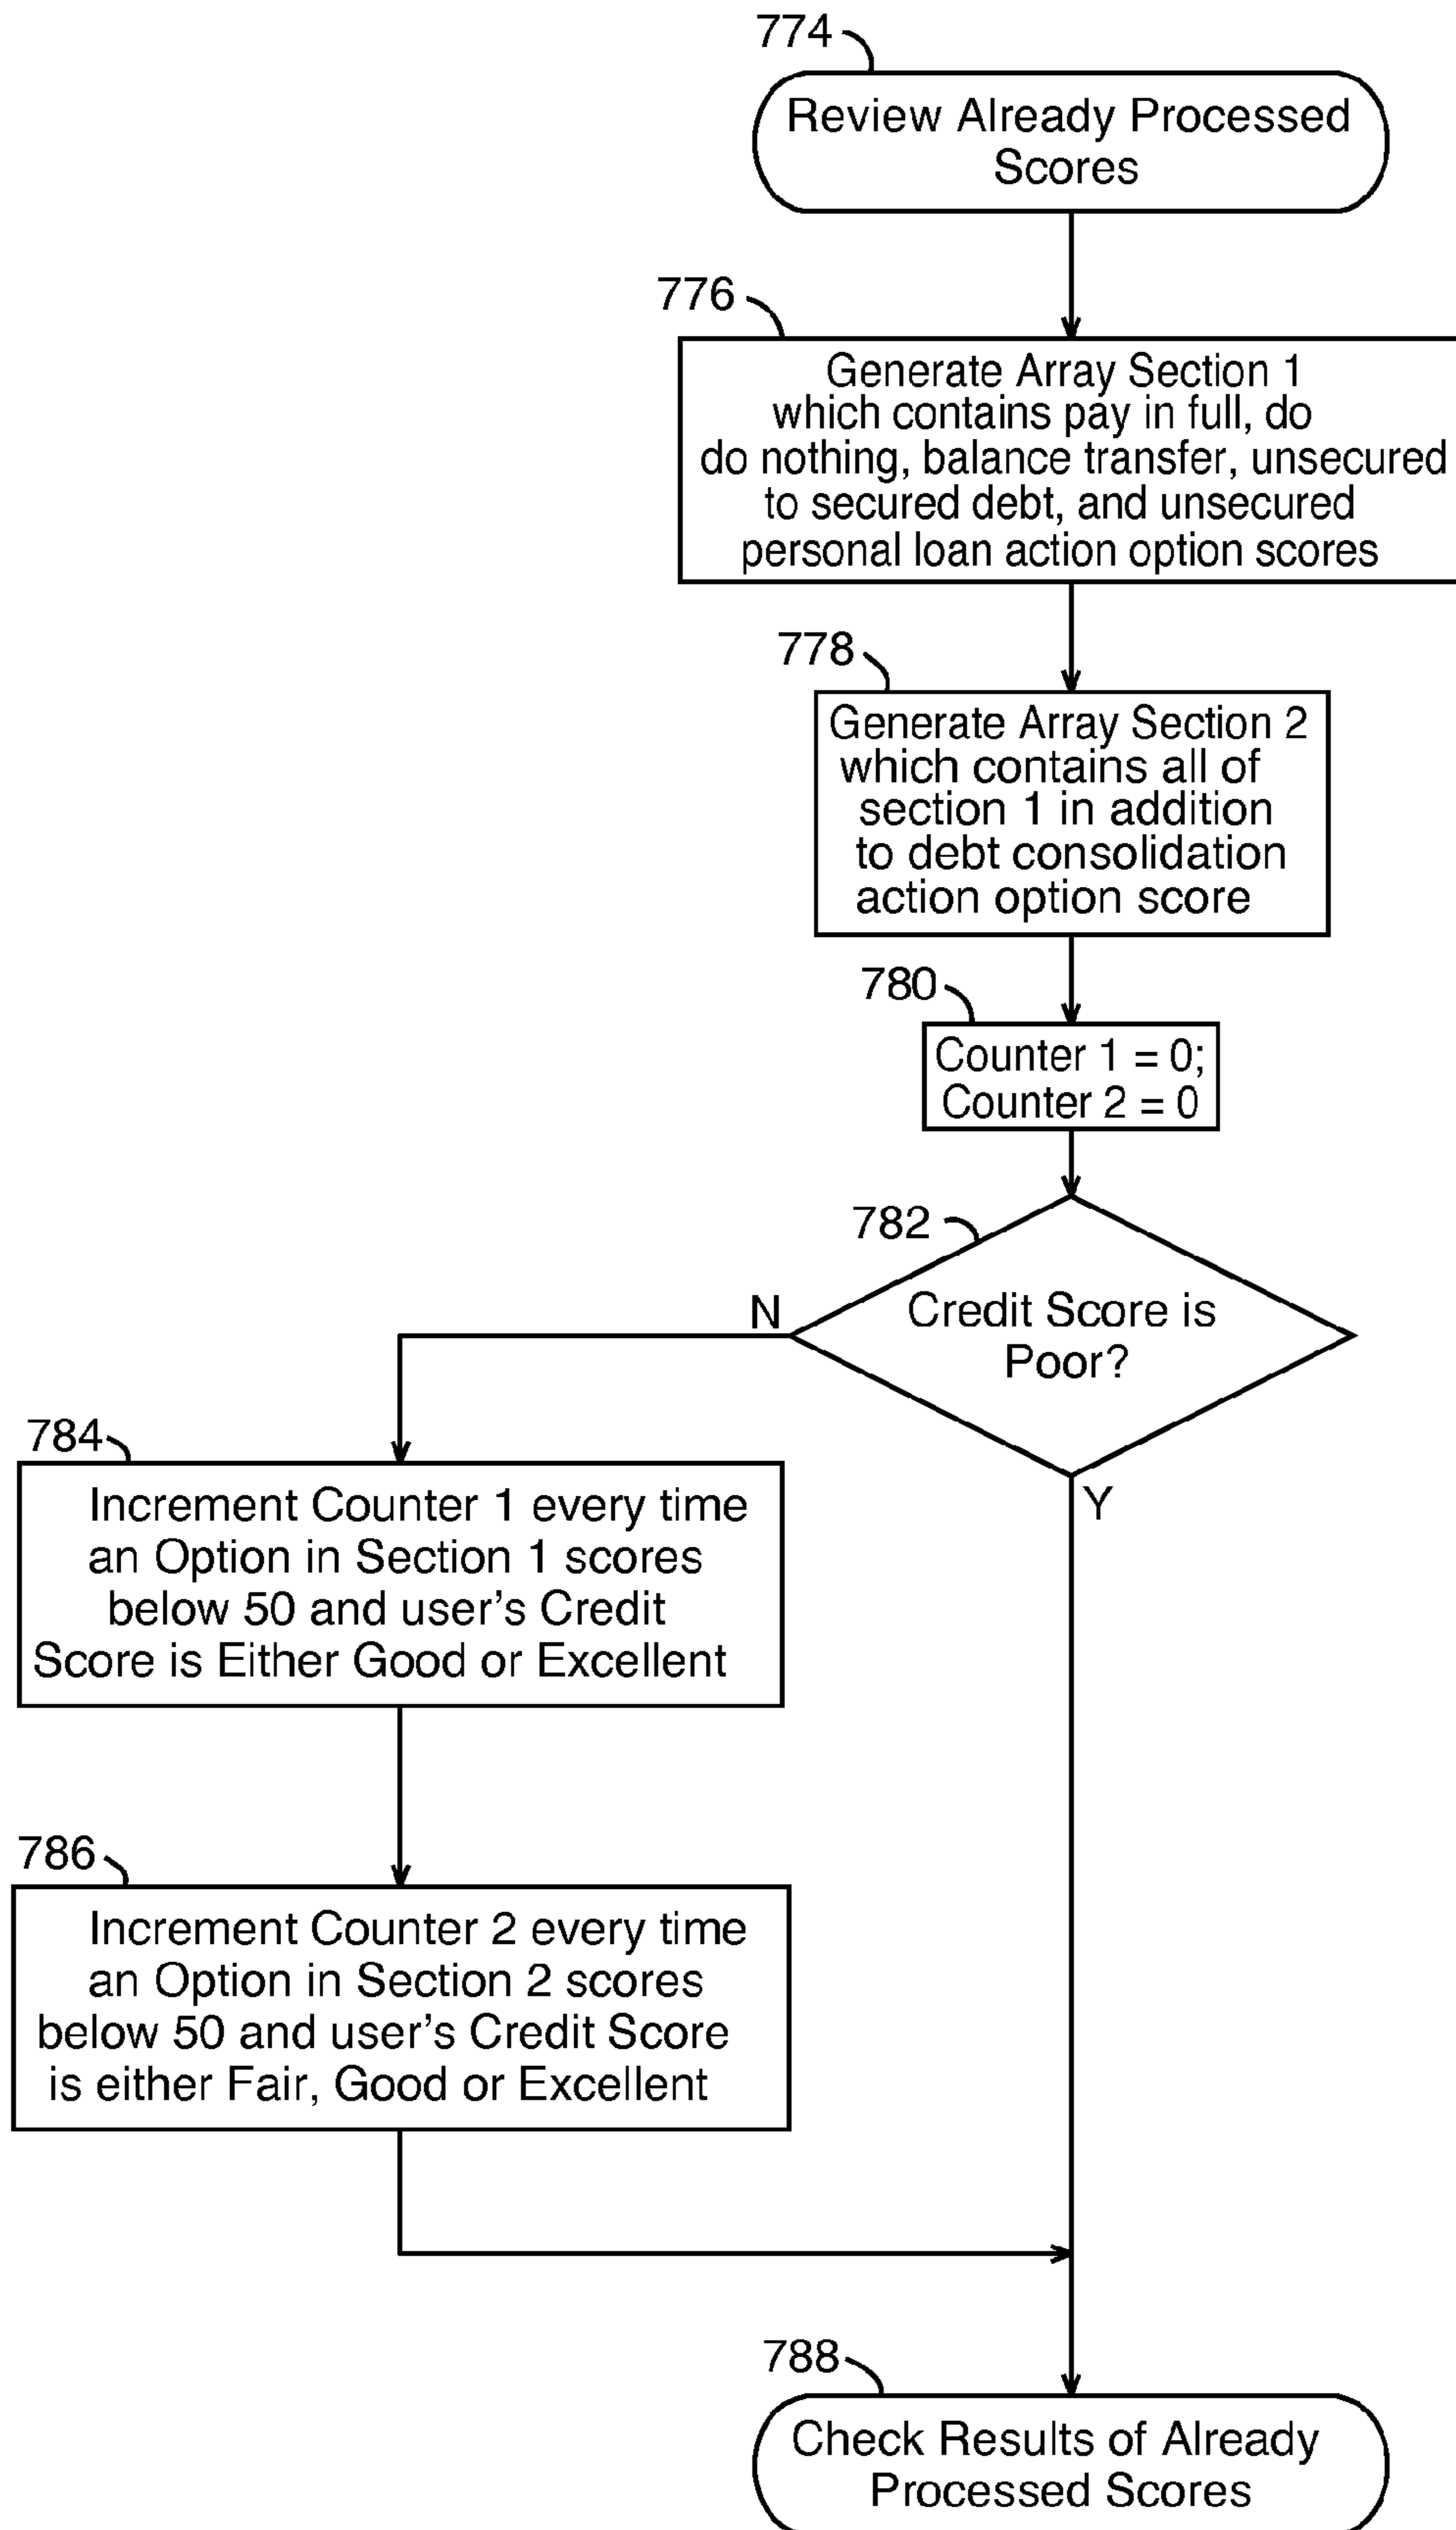 774
Review Already Processed
Scores
776
Generate Array Section 1
which contains pay in full, do
do nothing, balance transfer, unsecured
to secured debt, and unsecured
personal loan action option scores
778
Generate Array Section 2
which contains all of
section 1 in addition
to debt consolidation
action option score
780
Counter 1 = 0;
Counter 2 = 0
782
Credit Score is
Poor?
N
Y
784
Increment Counter 1 every time
an Option in Section 1 scores
below 50 and user's Credit
Score is Either Good or Excellent
786
Increment Counter 2 every time
an Option in Section 2 scores
below 50 and user's Credit Score
is either Fair, Good or Excellent
788
Check Results of Already
Processed Scores